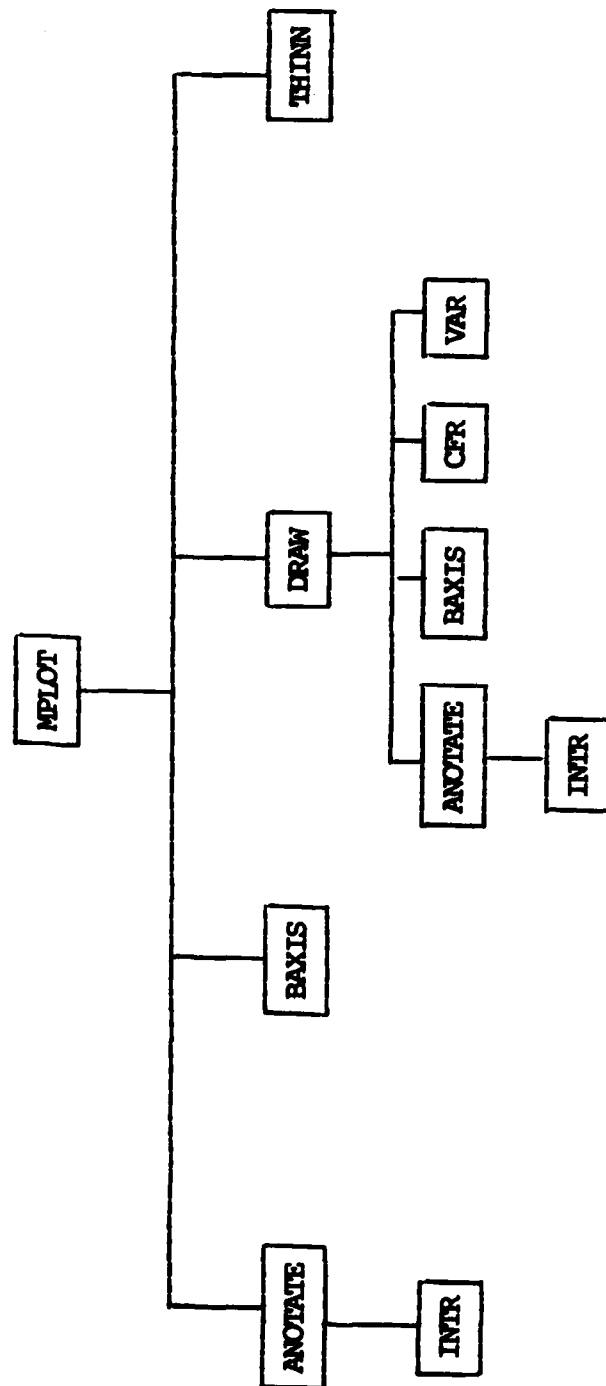 MPLOT
ANOTATE
BAXIS
DRAW
THINN
INTR
ANOTATE
BAXIS
CFR
VAR
INTR